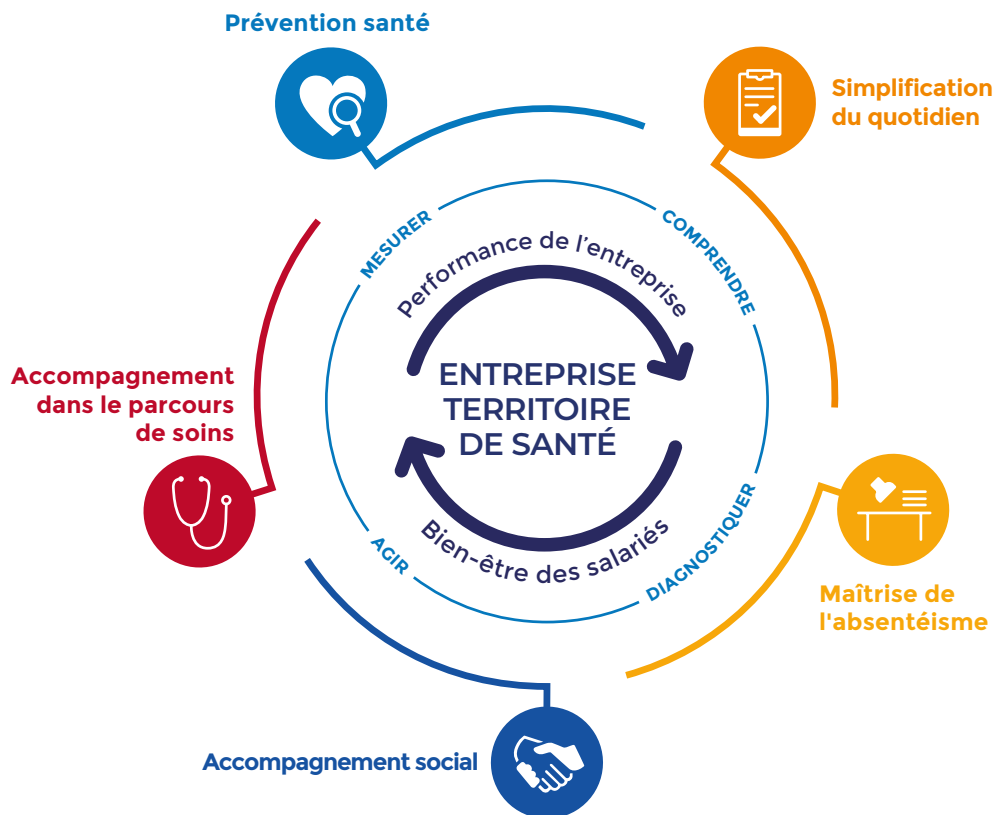 Prévention santé
Simplification
du quotidien
MESURER
COMPRENDRE
Performance de l'entreprise
ENTREPRISE
TERRITOIRE
DE SANTÉ
Accompagnement
dans le parcours
de soins
Bien-être des salariés
AGIR
DIAGNOSTIQUER
Maîtrise de
l'absentéisme
Accompagnement social